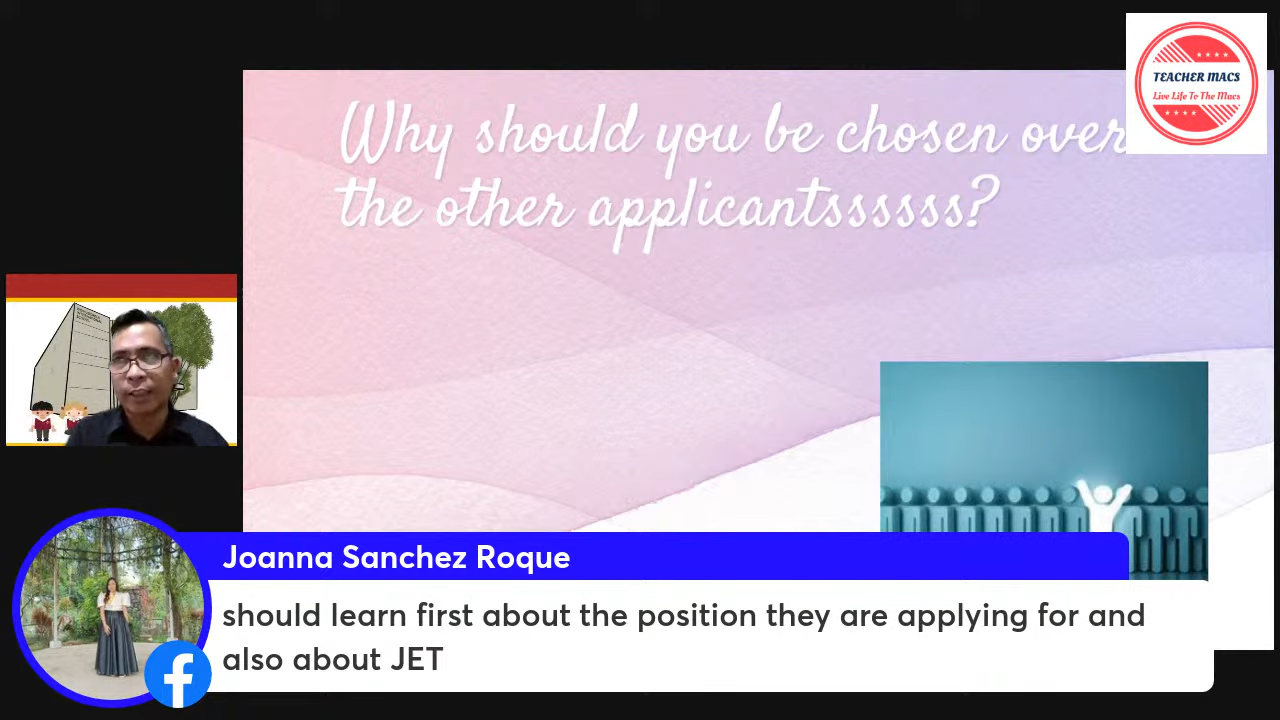 Why should you be chosen over
the other applicantssssss?
TEACHER MACS
Live Life To The Macs
Joanna Sanchez Roque
should learn first about the position they are applying for and
also about JET